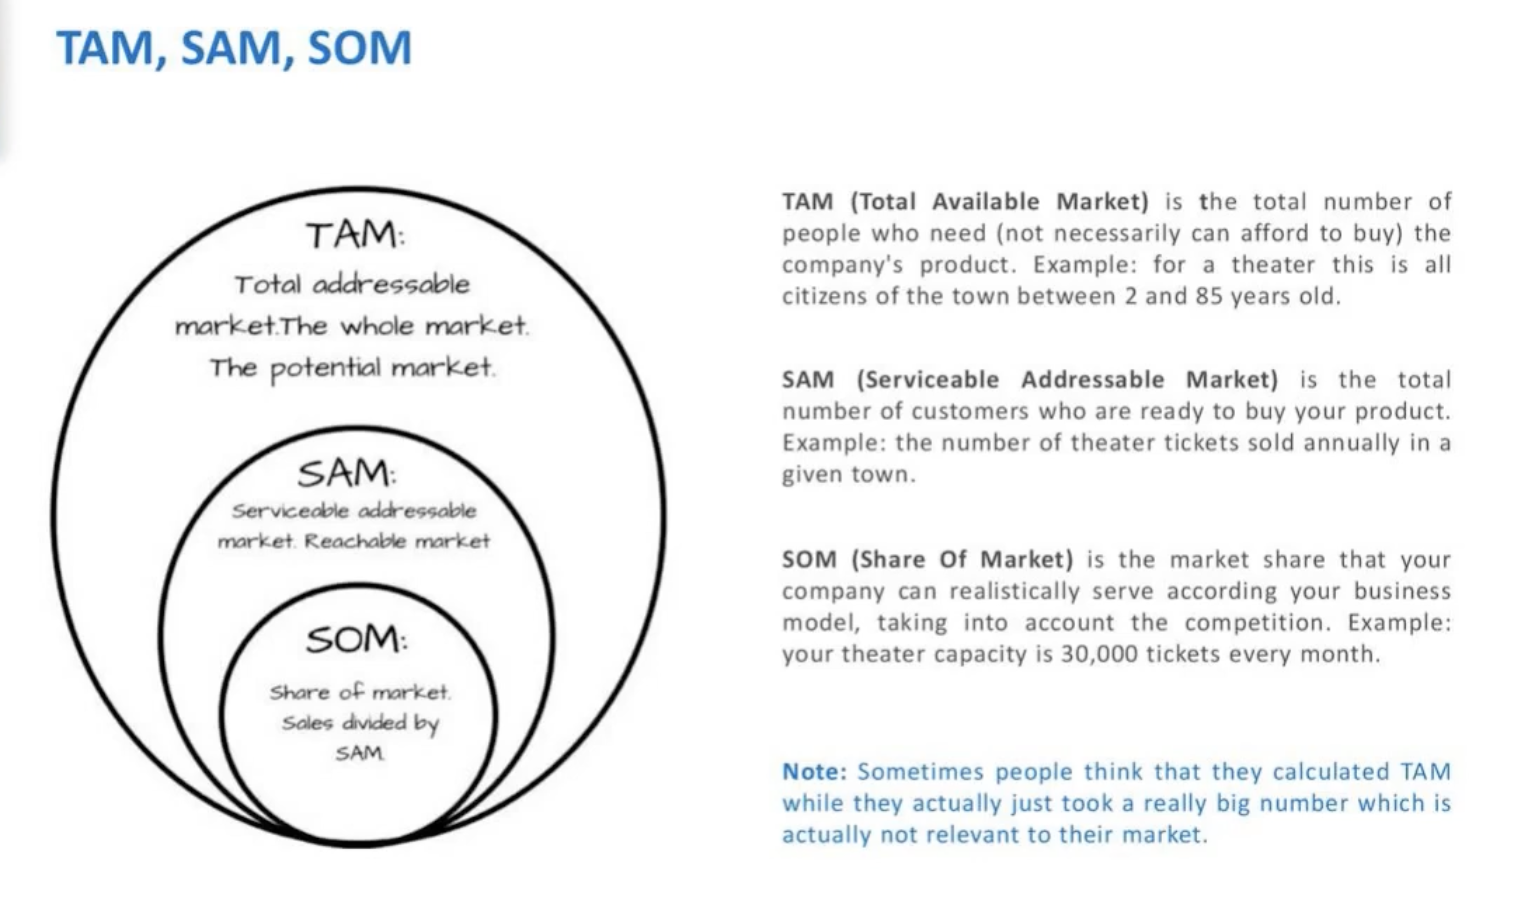 TAM, SAM, SOM
TAM:
Total addressable
market.The whole market.
The potential market.
SAM:
Serviceable addressable
market. Reachable market
SOM:
Share of market.
Sales divided by
SAM.
TAM (Total Available Market) is the total number of
people who need (not necessarily can afford to buy) the
company's product. Example: for a theater this is all
citizens of the town between 2 and 85 years old.
SAM (Serviceable Addressable Market) is the total
number of customers who are ready to buy your product.
Example: the number of theater tickets sold annually in a
given town.
SOM (Share Of Market) is the market share that your
company can realistically serve according your business
model, taking into account the competition. Example:
your theater capacity is 30,000 tickets every month.
Note: Sometimes people think that they calculated TAM
while they actually just took a really big number which is
actually not relevant to their market.